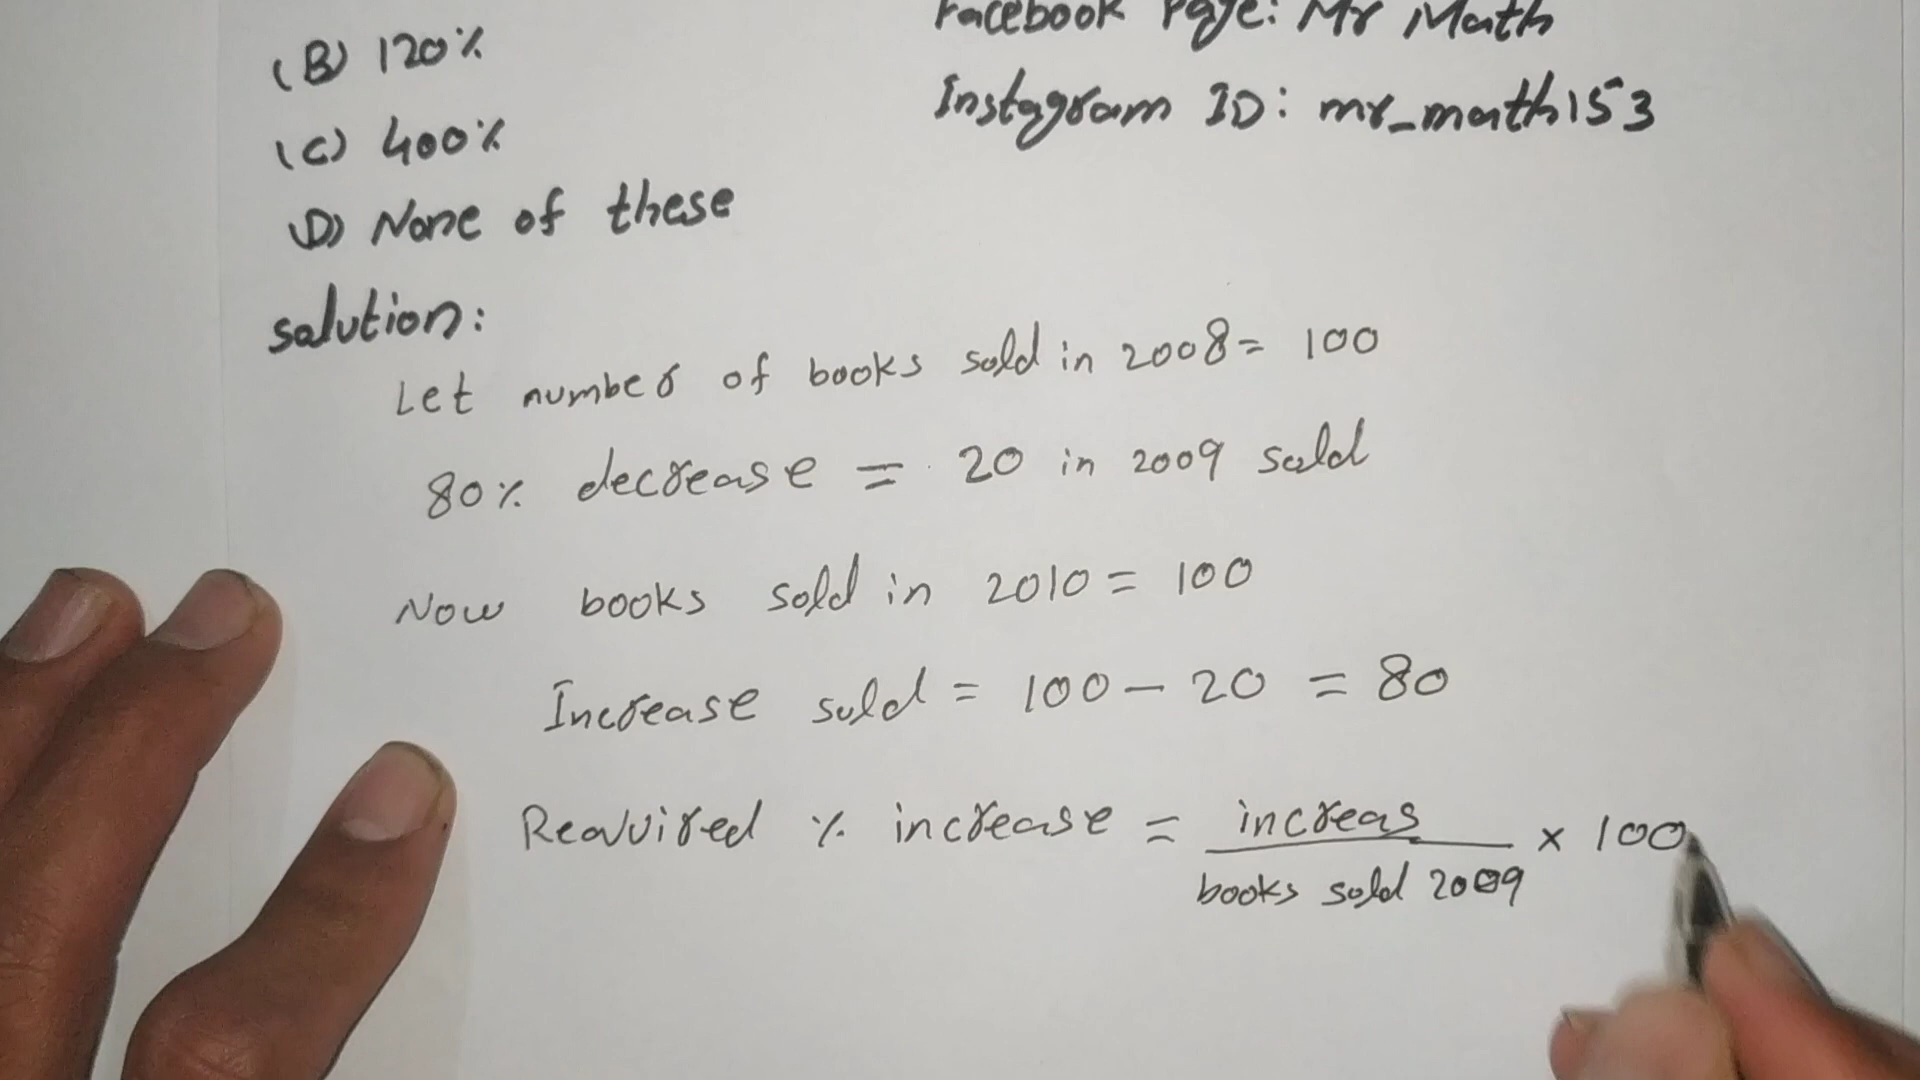 Facebook Page: Mr Math
(B) 120%
Instagram ID: mr_math153
(C) 400%
(D) None of these
solution:
Let number of books sold in 2008 = 100
80% decrease = 20 in 2009 sold
Now books sold in 2010 = 100
Increase sold = 100 - 20 = 80
Required % increase = increas / books sold 2009 × 100